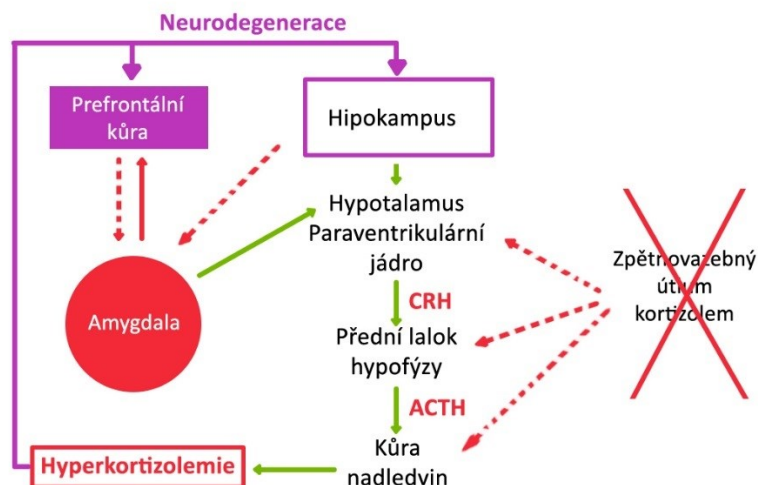 Neurodegenerace
Prefrontální
kůra
Hipokampus
Hypotalamus
Paraventrikulární
jádro
Zpětnovazebný
útlum
kortizolem
CRH
Amygdala
Přední lalok
hypofýzy
ACTH
Kůra
nadledvin
Hyperkortizolemie